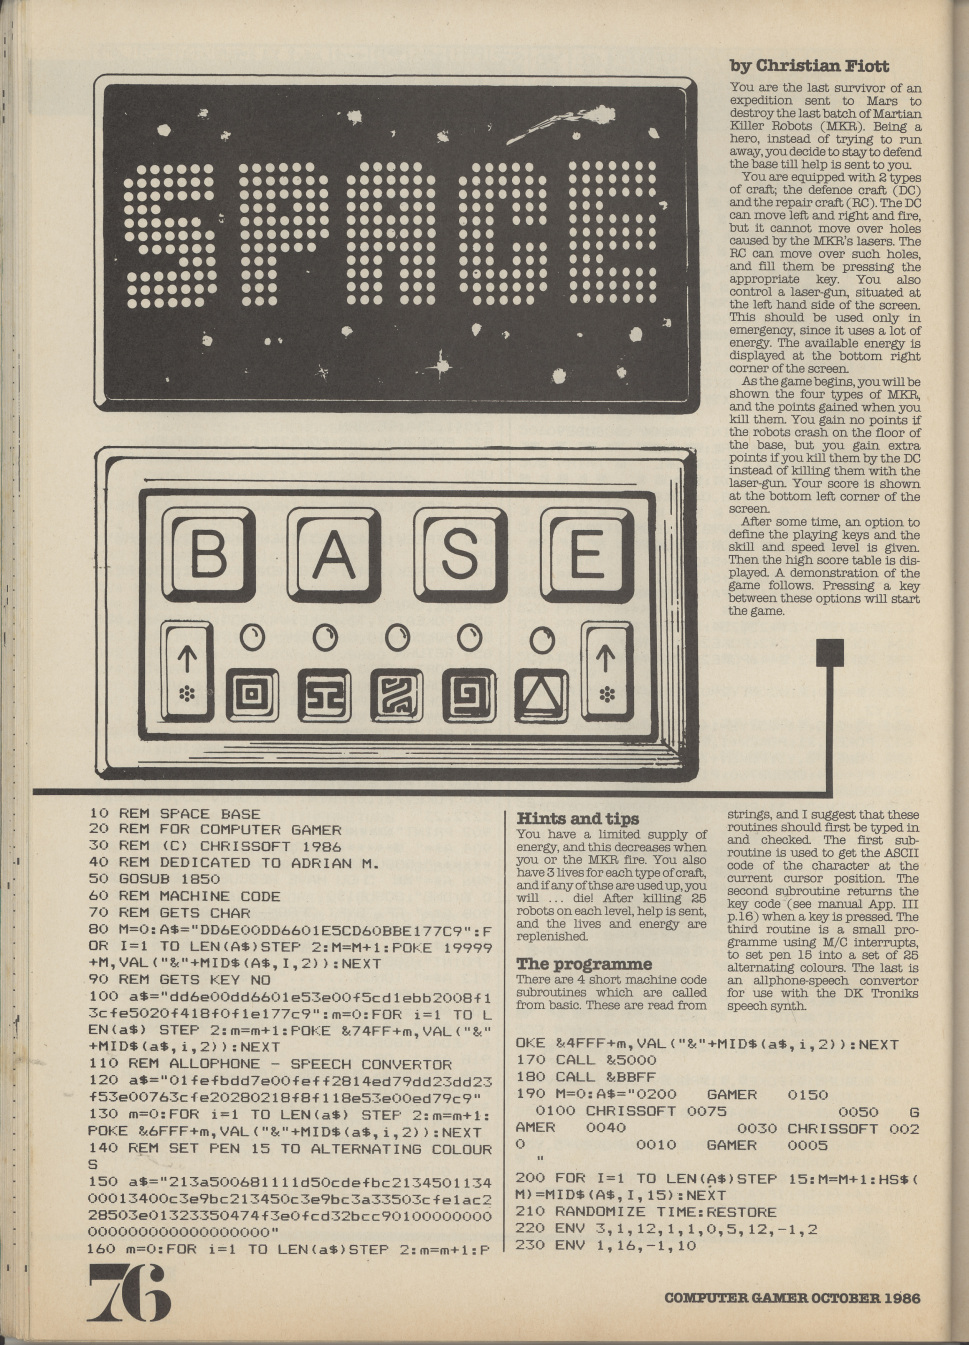 SPACE
BASE
by Christian Fiott
You are the last survivor of an
expedition sent to Mars to
destroy the last batch of Martian
Killer Robots (MKR). Being a
hero, instead of trying to run
away, you decide to stay to defend
the base till help is sent to you.
You are equipped with 2 types
of craft; the defence craft (DC)
and the repair craft (RC). The DC
can move left and right and fire,
but it cannot move over holes
caused by the MKR's lasers. The
RC can move over such holes,
and fill them be pressing the
appropriate key. You also
control a laser-gun, situated at
the left hand side of the screen.
This should be used only in
emergency, since it uses a lot of
energy. The available energy is
displayed at the bottom right
corner of the screen.
As the game begins, you will be
shown the four types of MKR,
and the points gained when you
kill them. You gain no points if
the robots crash on the floor of
the base, but you gain extra
points if you kill them by the DC
instead of killing them with the
laser-gun. Your score is shown
at the bottom left corner of the
screen.
After some time, an option to
define the playing keys and the
skill and speed level is given.
Then the high score table is dis-
played. A demonstration of the
game follows. Pressing a key
between these options will start
the game.
10 REM SPACE BASE
20 REM FOR COMPUTER GAMER
30 REM (C) CHRISSOFT 1986
40 REM DEDICATED TO ADRIAN M.
50 GOSUB 1850
60 REM MACHINE CODE
70 REM GETS CHAR
80 M=0:A$="DD6E00DD6601E5CD60BBE177C9":F
OR I=1 TO LEN(A$)STEP 2:M=M+1:POKE 19999
+M,VAL("&"+MID$(A$,I,2)):NEXT
90 REM GETS KEY NO
100 a$="dd6e00dd6601e53e00f5cd1ebb2008f1
3cfe5020f418f0f1e177c9":m=0:FOR i=1 TO L
EN(a$) STEP 2:m=m+1:POKE &74FF+m,VAL("&"
+MID$(a$,i,2)):NEXT
110 REM ALLOPHONE - SPEECH CONVERTOR
120 a$="01fefbdd7e00feff2814ed79dd23dd23
f53e00763cfe20280218f8f118e53e00ed79c9"
130 m=0:FOR i=1 TO LEN(a$) STEP 2:m=m+1:
POKE &6FFF+m,VAL("&"+MID$(a$,i,2)):NEXT
140 REM SET PEN 15 TO ALTERNATING COLOUR
S
150 a$="213a500681111d50cdefbc2134501134
00013400c3e9bc213450c3e9bc3a33503cfe1ac2
28503e01323350474f3e0fcd32bcc90100000000
0000000000000000000"
160 m=0:FOR i=1 TO LEN(a$)STEP 2:m=m+1:P
Hints and tips
You have a limited supply of
energy, and this decreases when
you or the MKR fire. You also
have 3 lives for each type of craft,
and if any of thse are used up, you
will ... die! After killing 25
robots on each level, help is sent,
and the lives and energy are
replenished.
The programme
There are 4 short machine code
subroutines which are called
from basic. These are read from
strings, and I suggest that these
routines should first be typed in
and checked. The first sub-
routine is used to get the ASCII
code of the character at the
current cursor position. The
second subroutine returns the
key code (see manual App. III
p.16) when a key is pressed. The
third routine is a small pro-
gramme using M/C interrupts,
to set pen 15 into a set of 25
alternating colours. The last is
an allphone-speech convertor
for use with the DK Troniks
speech synth.
OKE &4FFF+m,VAL("&"+MID$(a$,i,2)):NEXT
170 CALL &5000
180 CALL &BBFF
190 M=0:A$="0200 GAMER 0150
0100 CHRISSOFT 0075 0050 G
AMER 0040 0030 CHRISSOFT 002
0 0010 GAMER 0005
"
200 FOR I=1 TO LEN(A$)STEP 15:M=M+1:HS$(
M)=MID$(A$,I,15):NEXT
210 RANDOMIZE TIME:RESTORE
220 ENV 3,1,12,1,1,0,5,12,-1,2
230 ENV 1,16,-1,10
76
COMPUTER GAMER OCTOBER 1986